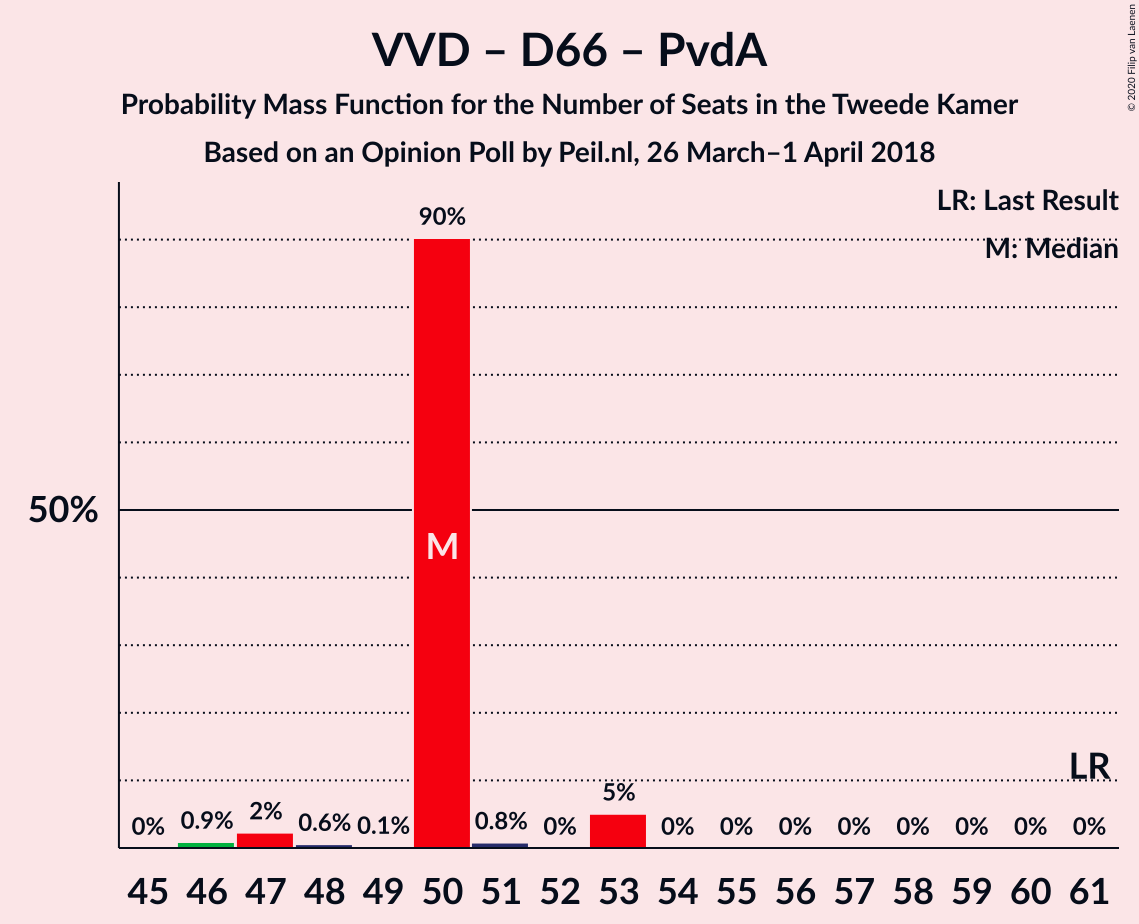 VVD – D66 – PvdA
Probability Mass Function for the Number of Seats in the Tweede Kamer
Based on an Opinion Poll by Peil.nl, 26 March–1 April 2018
© 2020 Filip van Laenen
LR: Last Result
M: Median
90%
50%
M
LR
0% 0.9% 2% 0.6% 0.1% 0.8% 0% 5% 0% 0% 0% 0% 0% 0% 0% 0%
45 46 47 48 49 50 51 52 53 54 55 56 57 58 59 60 61